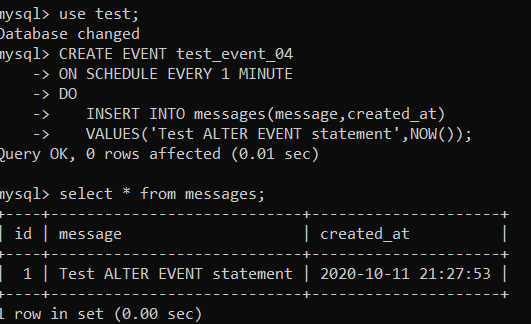 mysql> use test;
Database changed
mysql> CREATE EVENT test_event_04
    -> ON SCHEDULE EVERY 1 MINUTE
    -> DO
    ->    INSERT INTO messages(message,created_at)
    ->    VALUES('Test ALTER EVENT statement',NOW());
Query OK, 0 rows affected (0.01 sec)

mysql> select * from messages;
+----+----------------------------+---------------------+
| id | message                    | created_at          |
+----+----------------------------+---------------------+
|  1 | Test ALTER EVENT statement | 2020-10-11 21:27:53 |
+----+----------------------------+---------------------+
1 row in set (0.00 sec)